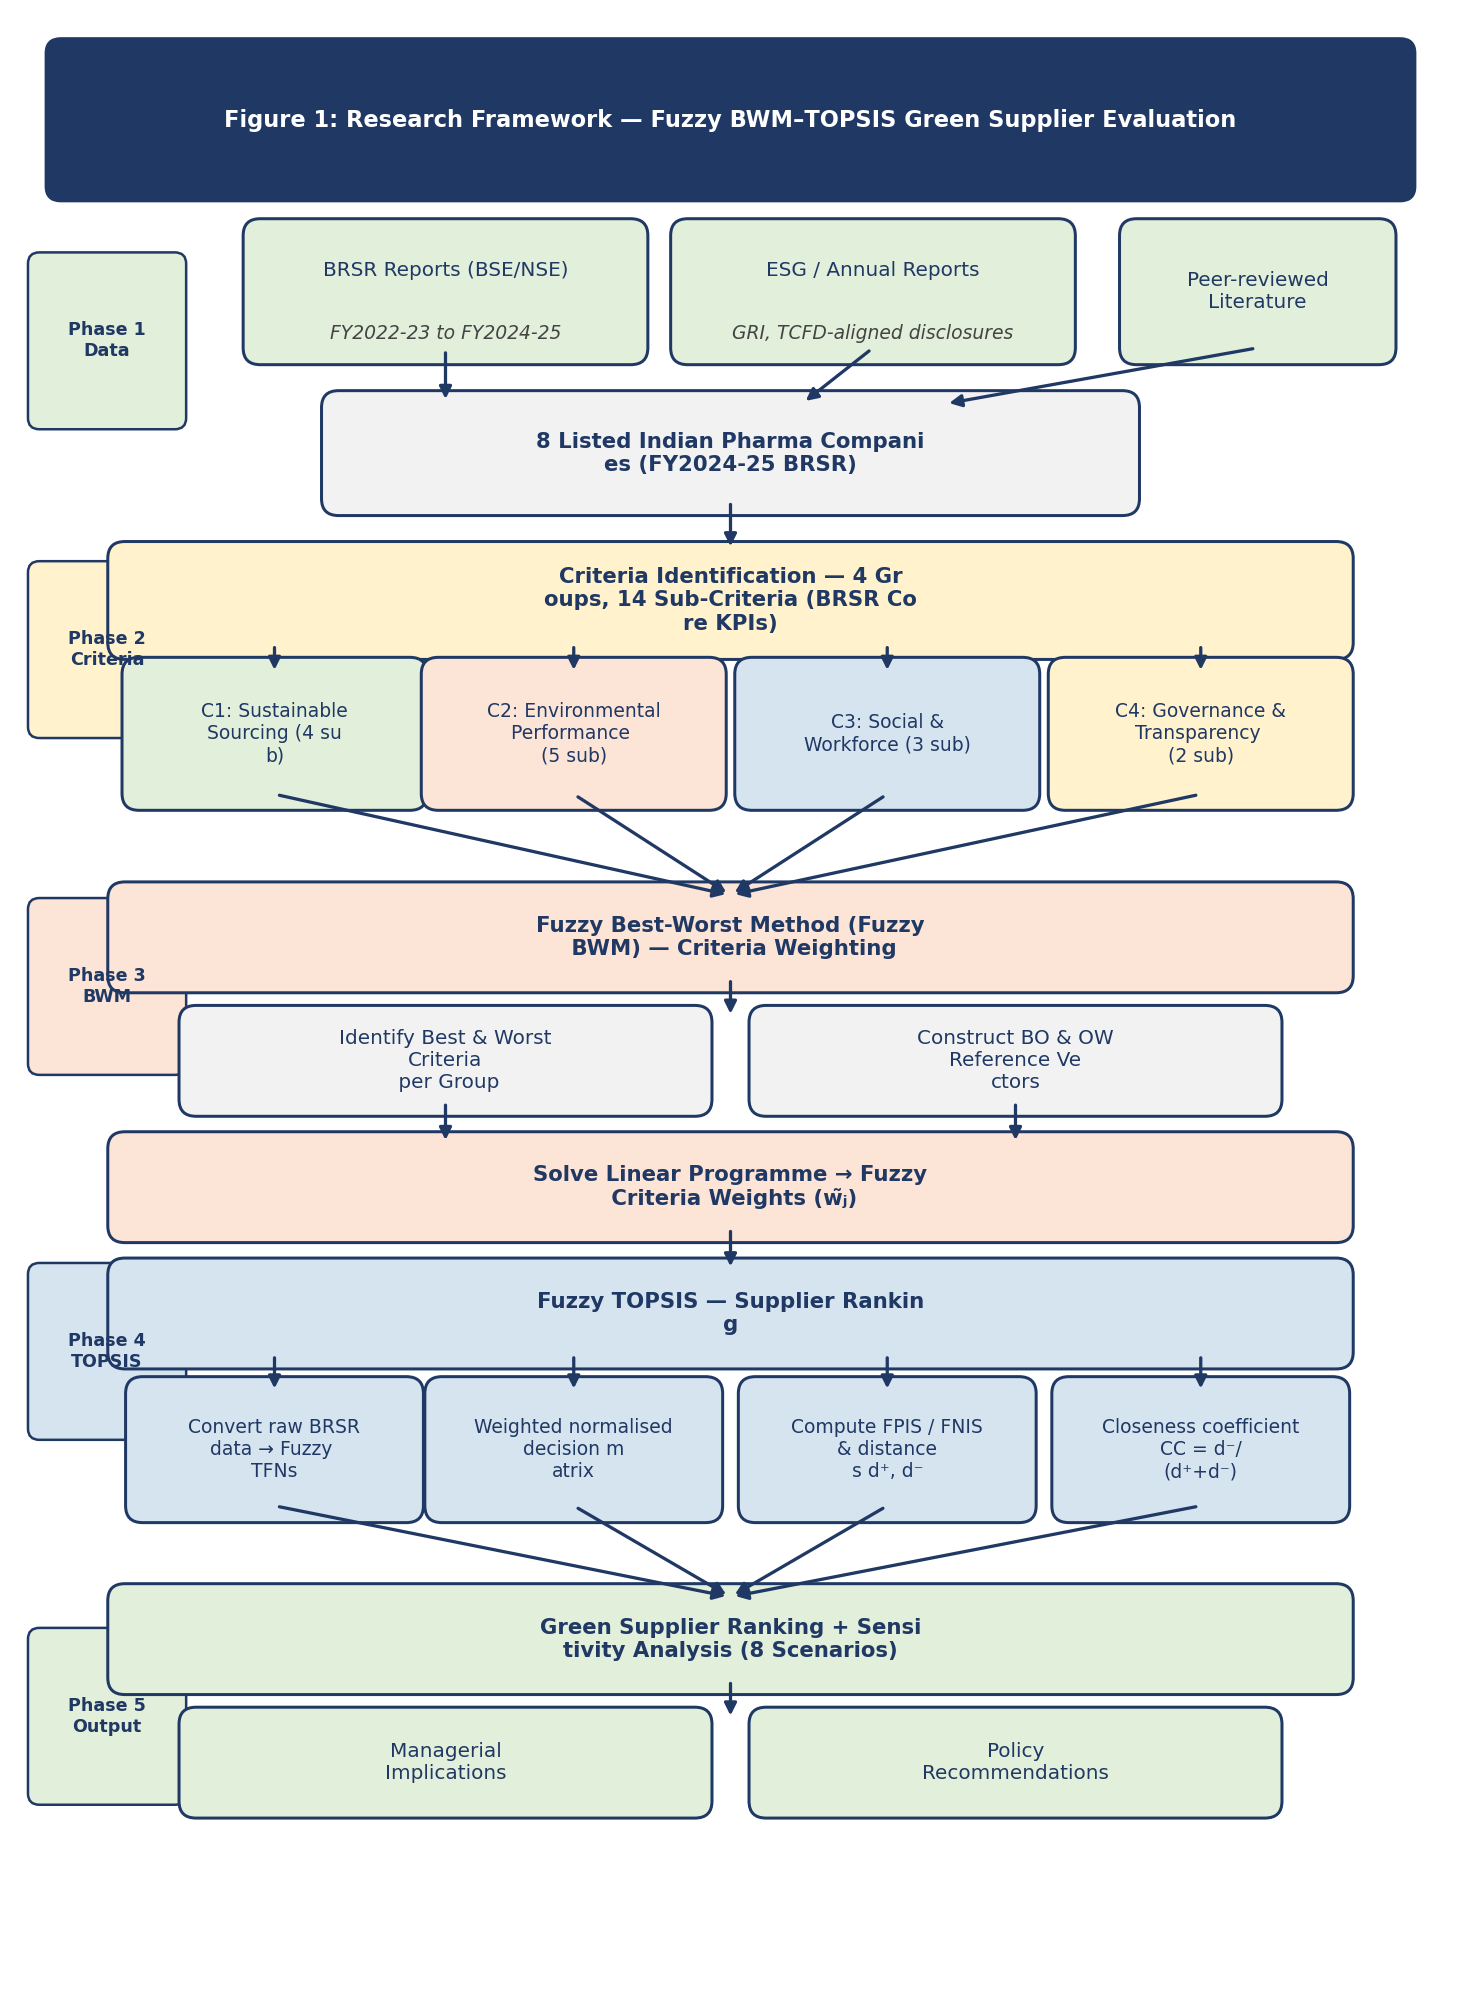 Figure 1: Research Framework — Fuzzy BWM–TOPSIS Green Supplier Evaluation
Phase 1
Data
BRSR Reports (BSE/NSE)
FY2022-23 to FY2024-25
ESG / Annual Reports
GRI, TCFD-aligned disclosures
Peer-reviewed
Literature
8 Listed Indian Pharma Compani
es (FY2024-25 BRSR)
Phase 2
Criteria
Criteria Identification — 4 Gr
oups, 14 Sub-Criteria (BRSR Co
re KPIs)
C1: Sustainable
Sourcing (4 su
b)
C2: Environmental
Performance
(5 sub)
C3: Social &
Workforce (3 sub)
C4: Governance &
Transparency
(2 sub)
Phase 3
BWM
Fuzzy Best-Worst Method (Fuzzy
BWM) — Criteria Weighting
Identify Best & Worst
Criteria
per Group
Construct BO & OW
Reference Ve
ctors
Solve Linear Programme → Fuzzy
Criteria Weights (w̃ⱼ)
Phase 4
TOPSIS
Fuzzy TOPSIS — Supplier Rankin
g
Convert raw BRSR
data → Fuzzy
TFNs
Weighted normalised
decision m
atrix
Compute FPIS / FNIS
& distance
s d⁺, d⁻
Closeness coefficient
CC = d⁻/
(d⁺+d⁻)
Phase 5
Output
Green Supplier Ranking + Sensi
tivity Analysis (8 Scenarios)
Managerial
Implications
Policy
Recommendations